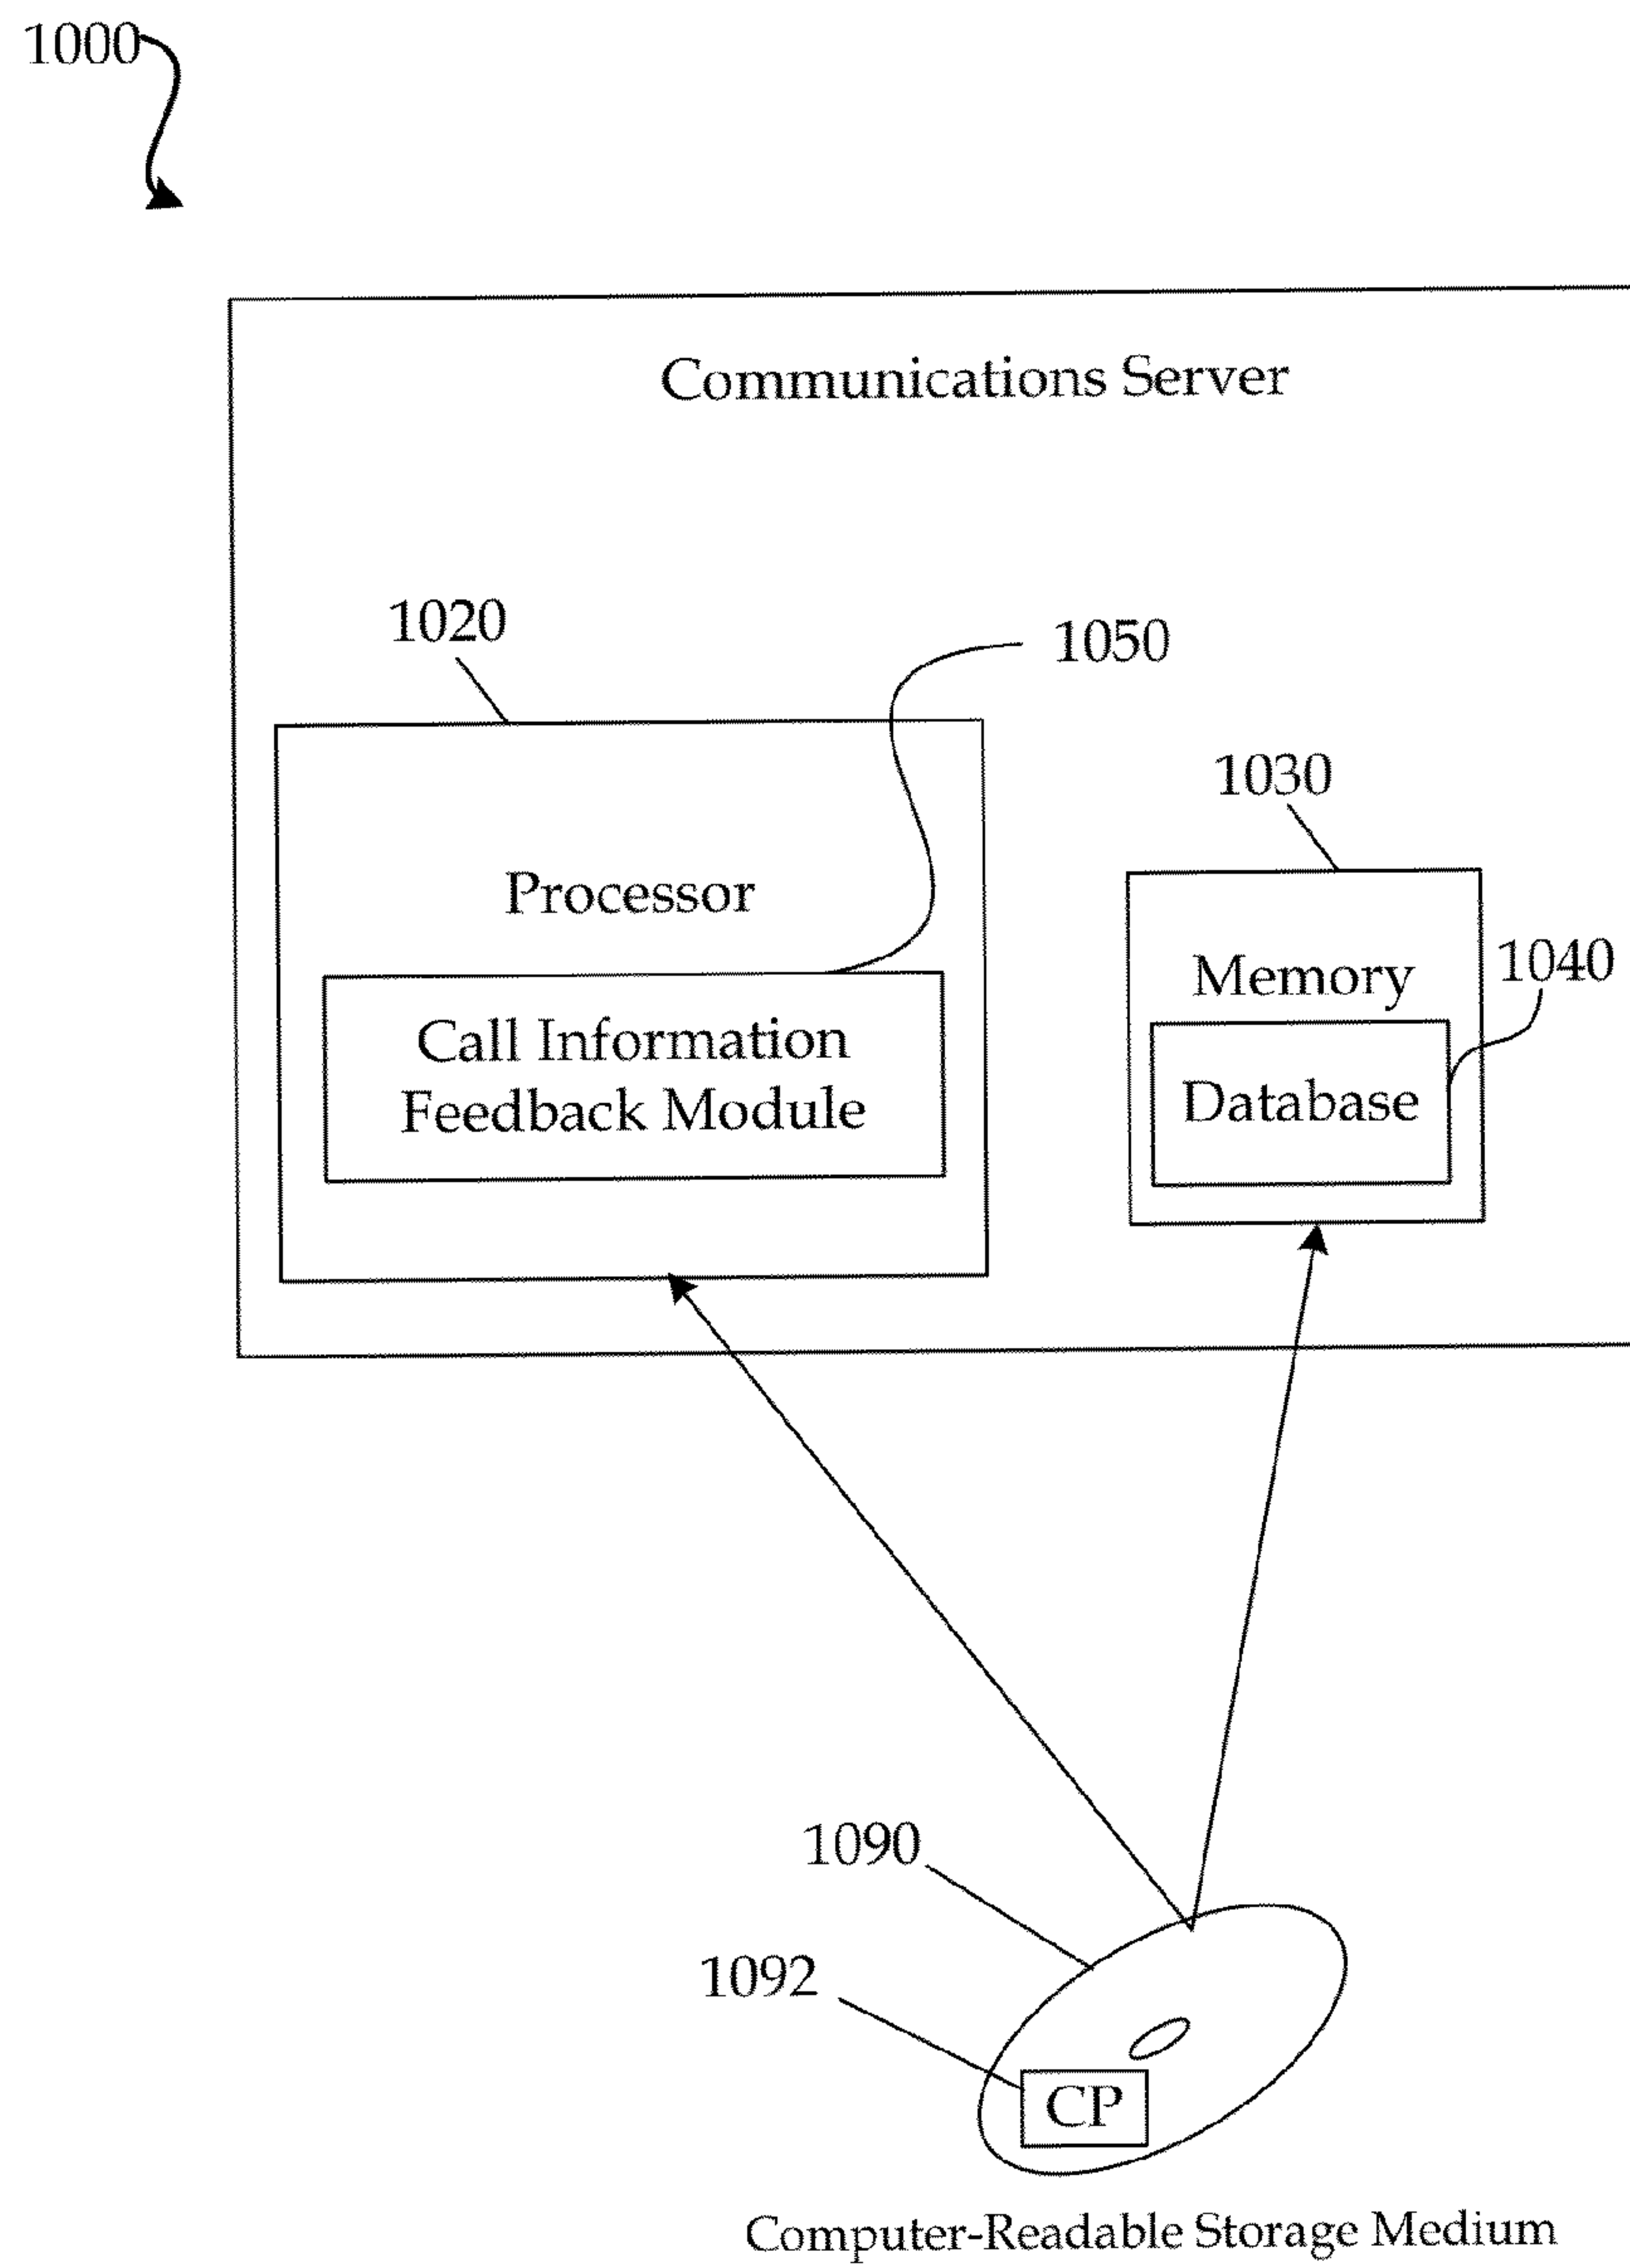 1000
Communications Server
1020
1050
1030
Processor
Memory
1040
Call Information
Feedback Module
Database
1090
1092
CP
Computer-Readable Storage Medium